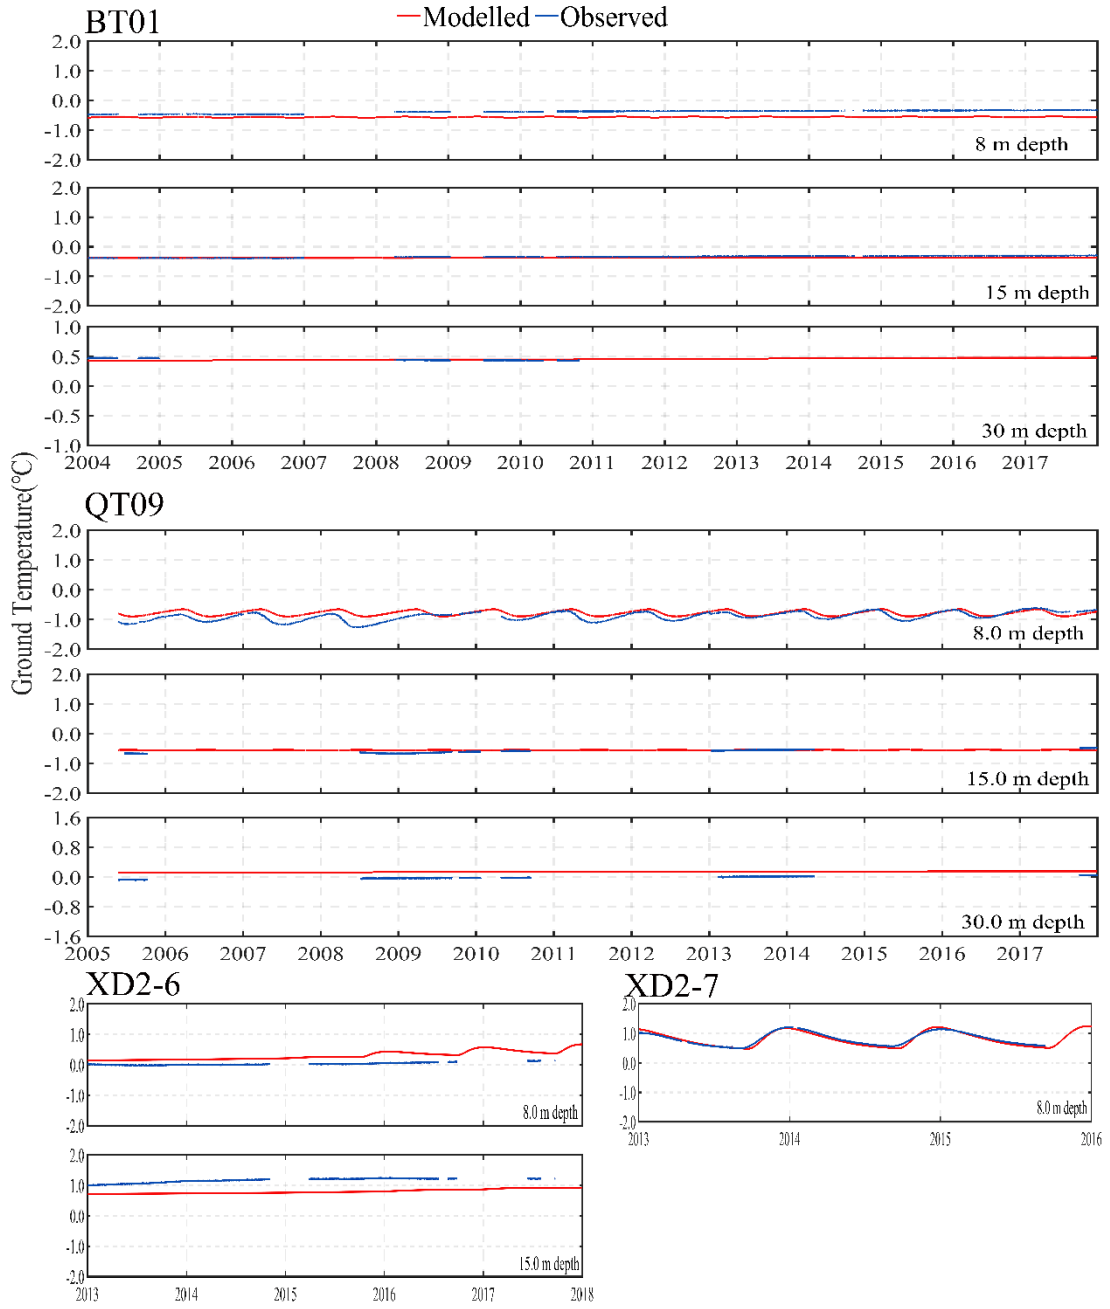 BT01
Modelled Observed
2.0
1.0
0.0
-1.0
-2.0
8 m depth
2.0
1.0
0.0
-1.0
-2.0
15 m depth
1.0
0.5
0.0
-0.5
-1.0
30 m depth
2004 2005 2006 2007 2008 2009 2010 2011 2012 2013 2014 2015 2016 2017
Ground Temperature(℃)
QT09
2.0
1.0
0.0
-1.0
-2.0
8.0 m depth
2.0
1.0
0.0
-1.0
-2.0
15.0 m depth
1.6
0.8
0.0
-0.8
-1.6
30.0 m depth
2005 2006 2007 2008 2009 2010 2011 2012 2013 2014 2015 2016 2017
XD2-6
2.0
1.0
0.0
-1.0
-2.0
8.0 m depth
2.0
1.0
0.0
-1.0
-2.0
15.0 m depth
2013 2014 2015 2016 2017 2018
XD2-7
2.0
1.0
0.0
-1.0
-2.0
8.0 m depth
2013 2014 2015 2016